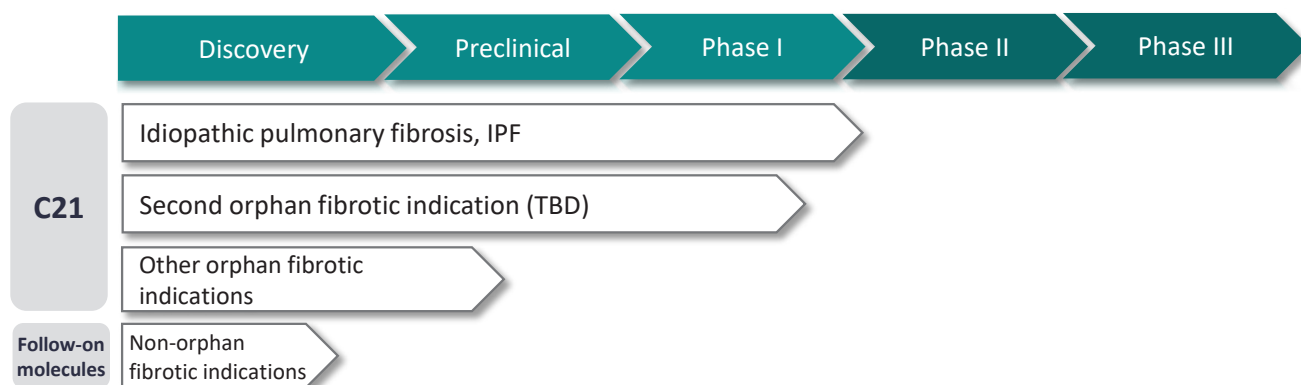 Discovery
Preclinical
Phase I
Phase II
Phase III
C21
Idiopathic pulmonary fibrosis, IPF
Second orphan fibrotic indication (TBD)
Other orphan fibrotic
indications
Follow-on
molecules
Non-orphan
fibrotic indications